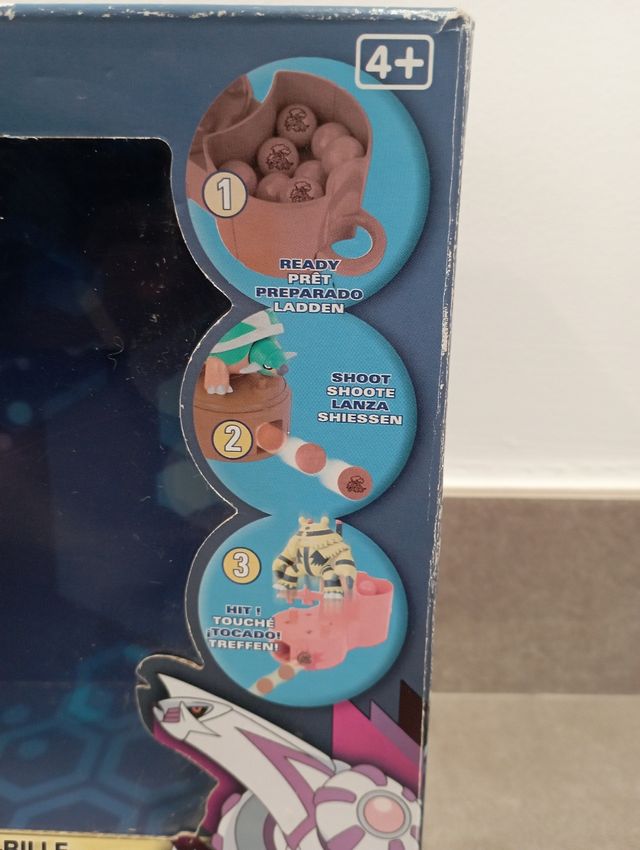 4+
1
READY
PRÊT
PREPARADO
LADDEN
SHOOT
SHOOTE
LANZA
SHIESSEN
2
3
HIT !
TOUCHÉ
¡TOCADO!
TREFFEN!